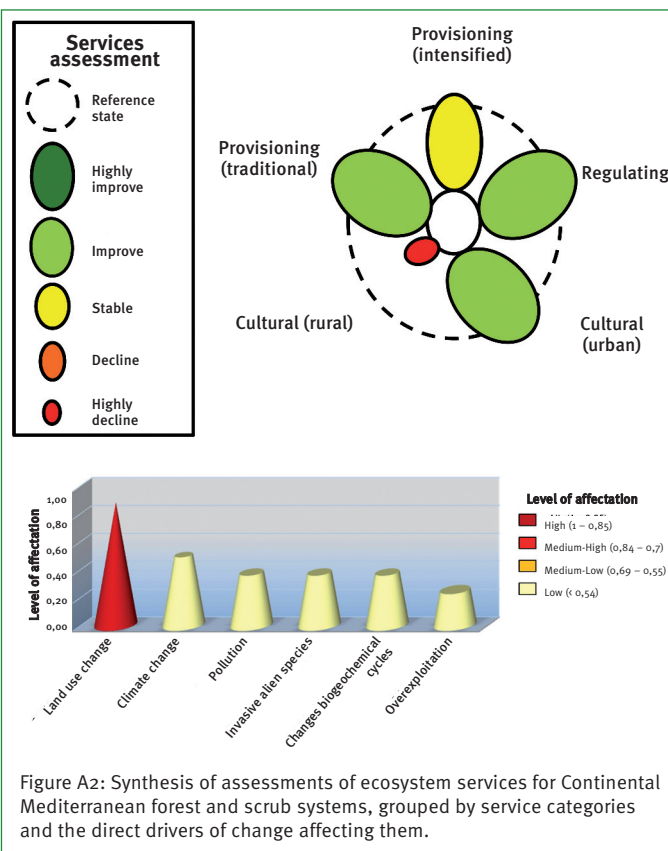 Services
assessment
Reference
state
Highly
improve
Improve
Stable
Decline
Highly
decline
Provisioning
(intensified)
Provisioning
(traditional)
Regulating
Cultural (rural)
Cultural
(urban)
Level of affectation
1,00
0,80
0,60
0,40
0,20
0,00
Land use change
Climate change
Pollution
Invasive alien species
Changes biogeochemical
cycles
Overexploitation
Level of affectation
High (1 – 0,85)
Medium-High (0,84 – 0,7)
Medium-Low (0,69 – 0,55)
Low (< 0,54)
Figure A2: Synthesis of assessments of ecosystem services for Continental
Mediterranean forest and scrub systems, grouped by service categories
and the direct drivers of change affecting them.